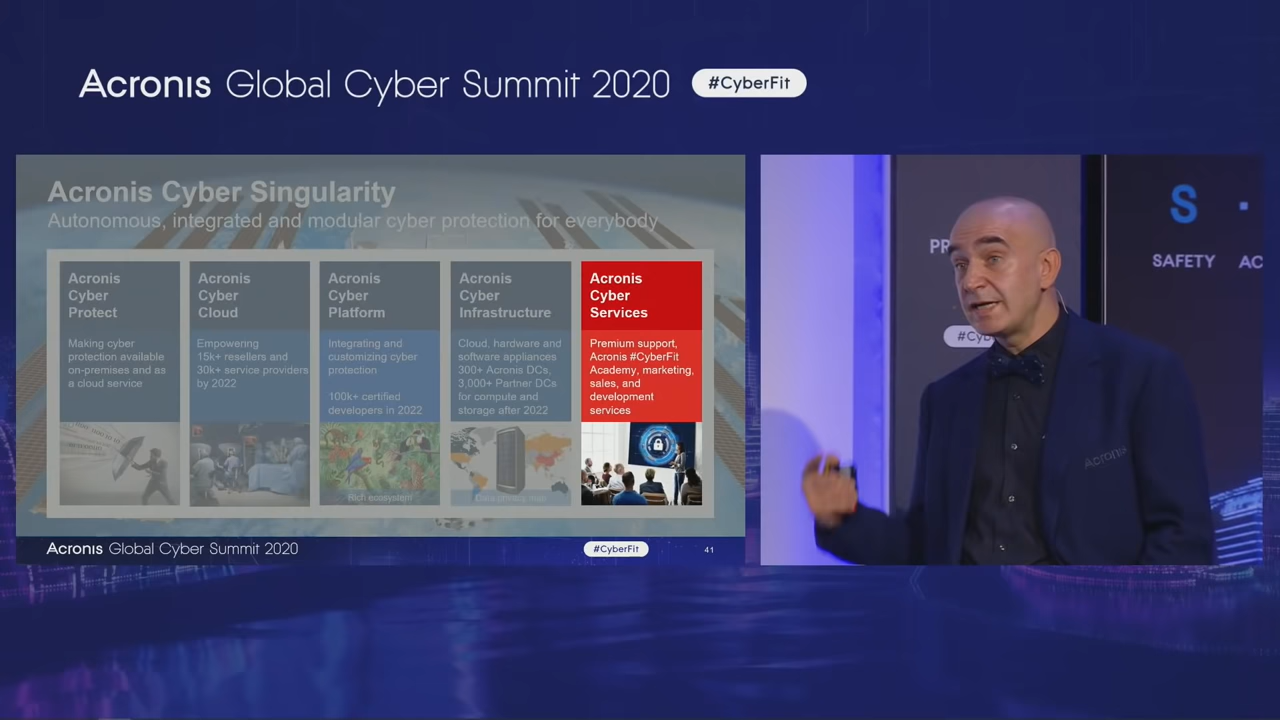 Acronis Global Cyber Summit 2020 #CyberFit
Acronis Cyber Singularity
Autonomous, integrated and modular cyber protection for everybody
Acronis
Cyber
Protect
Making cyber
protection available
on-premises and as
a cloud service
Acronis
Cyber
Cloud
Empowering
15k+ resellers and
30k+ service providers
by 2022
Acronis
Cyber
Platform
Integrating and
customizing cyber
protection
100k+ certified
developers in 2022
Rich ecosystem
Acronis
Cyber
Infrastructure
Cloud, hardware and
software appliances
300+ Acronis DCs,
3,000+ Partner DCs
for compute and
storage after 2022
Acronis
Cyber
Services
Premium support,
Acronis #CyberFit
Academy, marketing,
sales, and
development
services
Acronis Global Cyber Summit 2020 #CyberFit 41
S
SAFETY AC
PR
#Cyb
Acronis